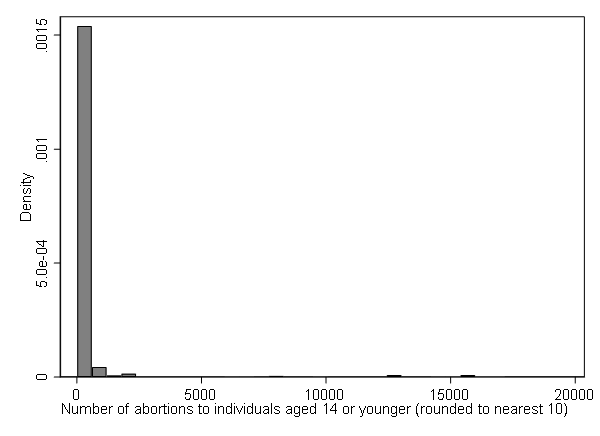 .0015
.001
5.0e-04
0
Density
0 5000 10000 15000 20000
Number of abortions to individuals aged 14 or younger (rounded to nearest 10)